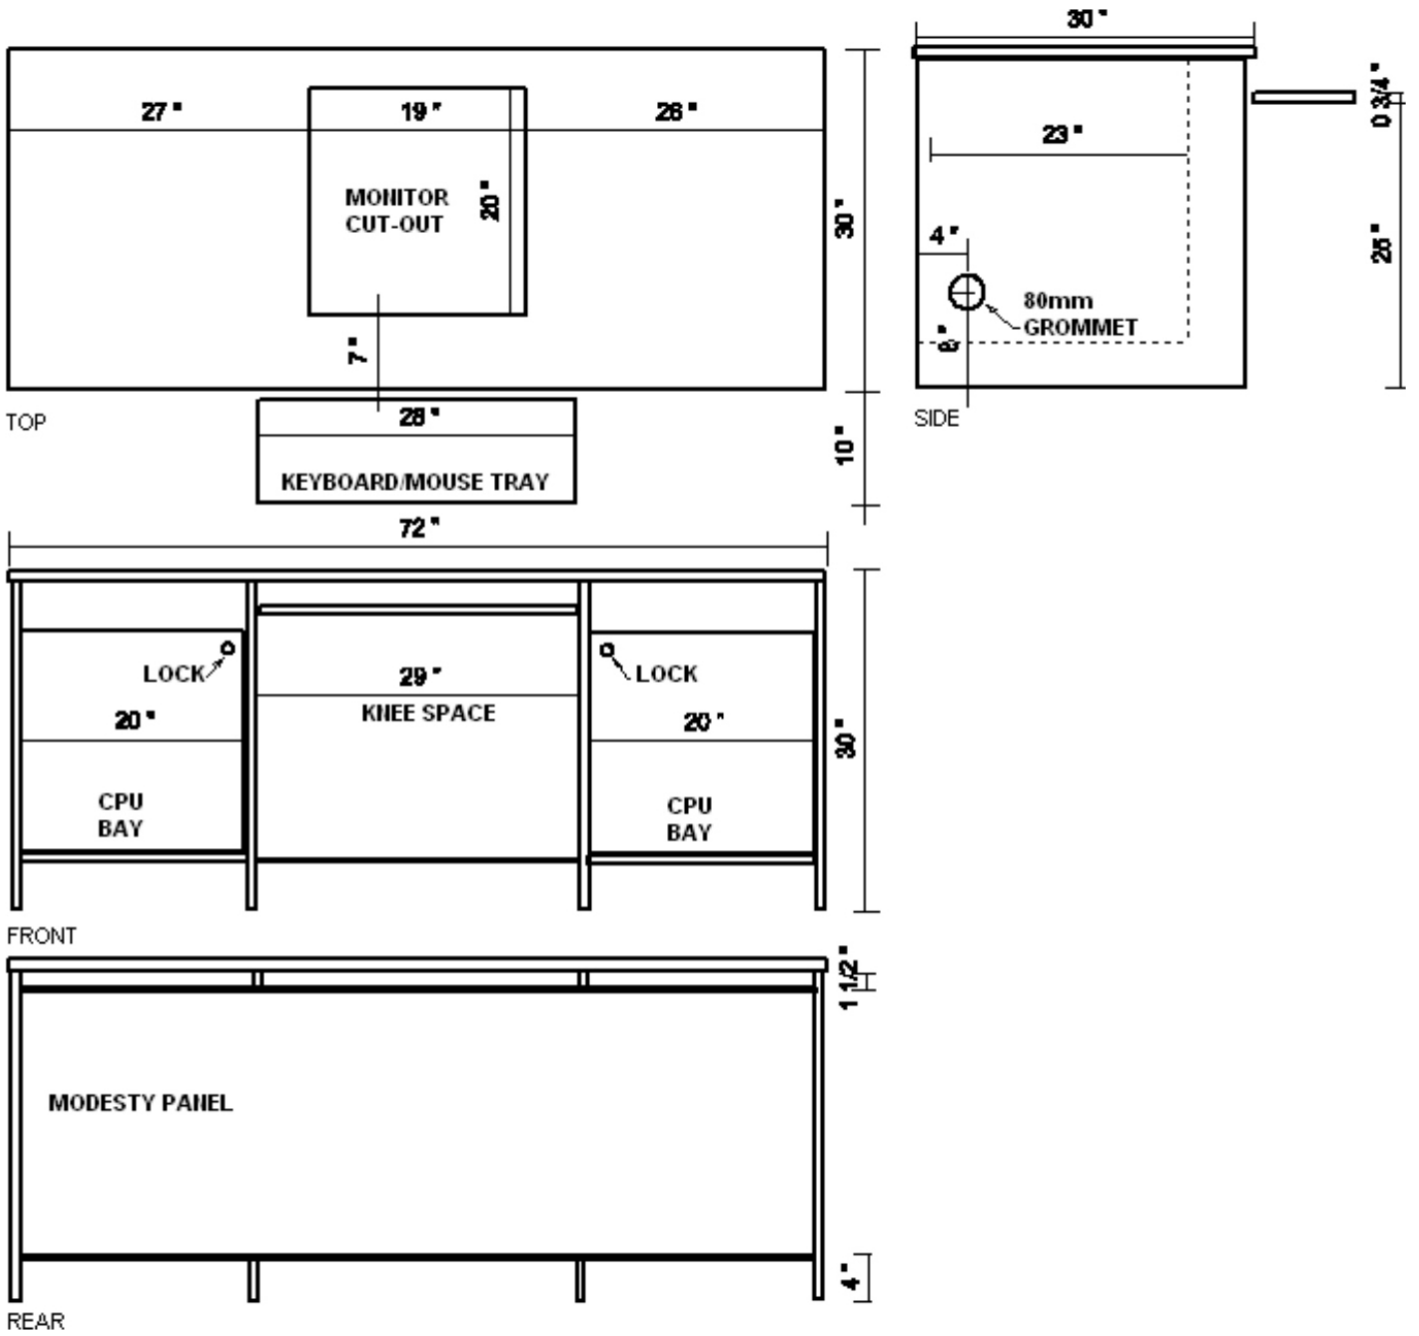 27 "
19 "
26 "
MONITOR
CUT-OUT
20 "
30 "
7 "
TOP
28 "
KEYBOARD/MOUSE TRAY
10 "
30 "
0 3/4 "
23 "
4 "
80mm
GROMMET
SIDE
72 "
LOCK
29 "
KNEE SPACE
LOCK
20 "
20 "
CPU
BAY
CPU
BAY
30 "
FRONT
1 1/2 "
MODESTY PANEL
4 "
REAR